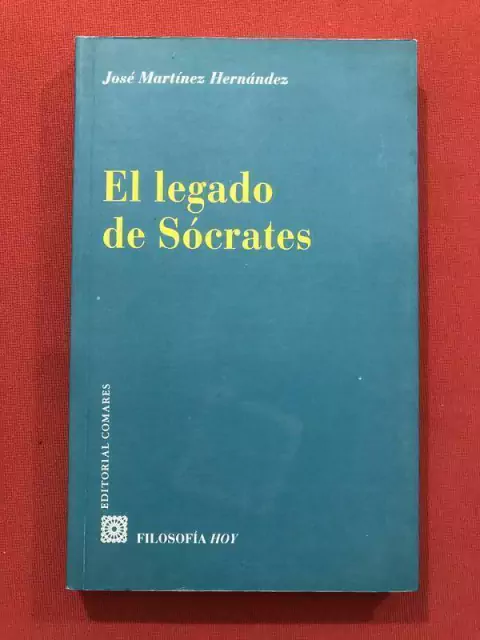 José Martínez Hernández
El legado
de Sócrates
EDITORIAL COMARES
FILOSOFÍA HOY